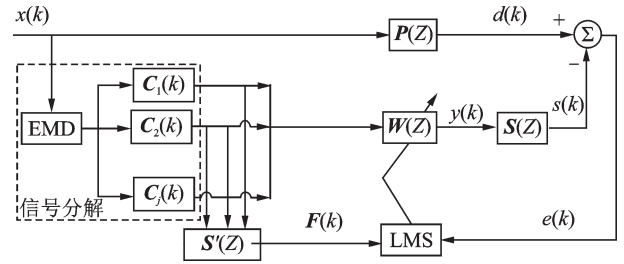 x(k)
P(Z)
d(k)
+
Σ
−
C₁(k)
EMD
C₂(k)
W(Z)
y(k)
S(Z)
s(k)
Cⱼ(k)
信号分解
S'(Z)
F(k)
LMS
e(k)